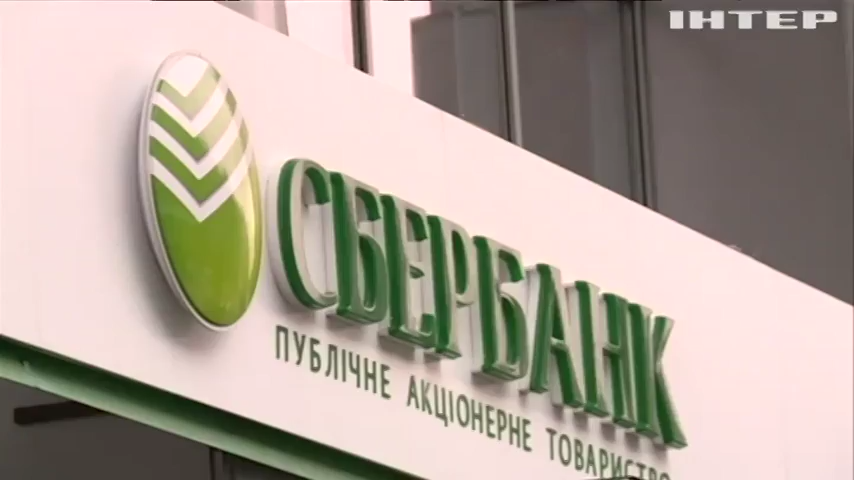 ІНТЕР
СБЕРБАНК
ПУБЛІЧНЕ АКЦІОНЕРНЕ ТОВАРИСТВО